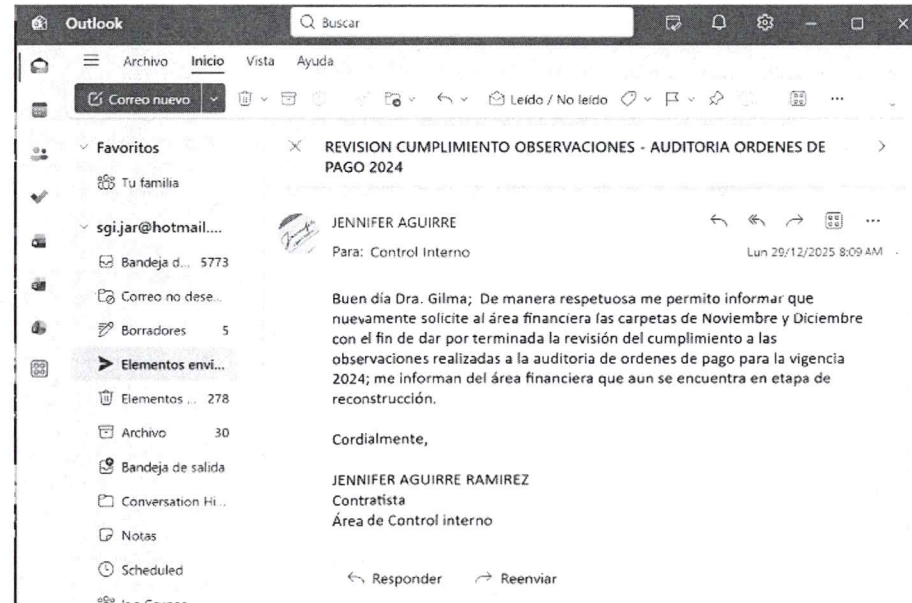 Outlook
Buscar
Archivo Inicio Vista Ayuda
Correo nuevo
Leído / No leído
Favoritos
Tu familia
sgi.jar@hotmail....
Bandeja d... 5773
Correo no dese...
Borradores 5
Elementos envi...
Elementos ... 278
Archivo 30
Bandeja de salida
Conversation Hi...
Notas
Scheduled
REVISION CUMPLIMIENTO OBSERVACIONES - AUDITORIA ORDENES DE
PAGO 2024
JENNIFER AGUIRRE
Para: Control Interno
Lun 29/12/2025 8:09 AM
Buen día Dra. Gilma; De manera respetuosa me permito informar que
nuevamente solicite al área financiera las carpetas de Noviembre y Diciembre
con el fin de dar por terminada la revisión del cumplimiento a las
observaciones realizadas a la auditoria de ordenes de pago para la vigencia
2024; me informan del área financiera que aun se encuentra en etapa de
reconstrucción.
Cordialmente,
JENNIFER AGUIRRE RAMIREZ
Contratista
Área de Control interno
Responder
Reenviar